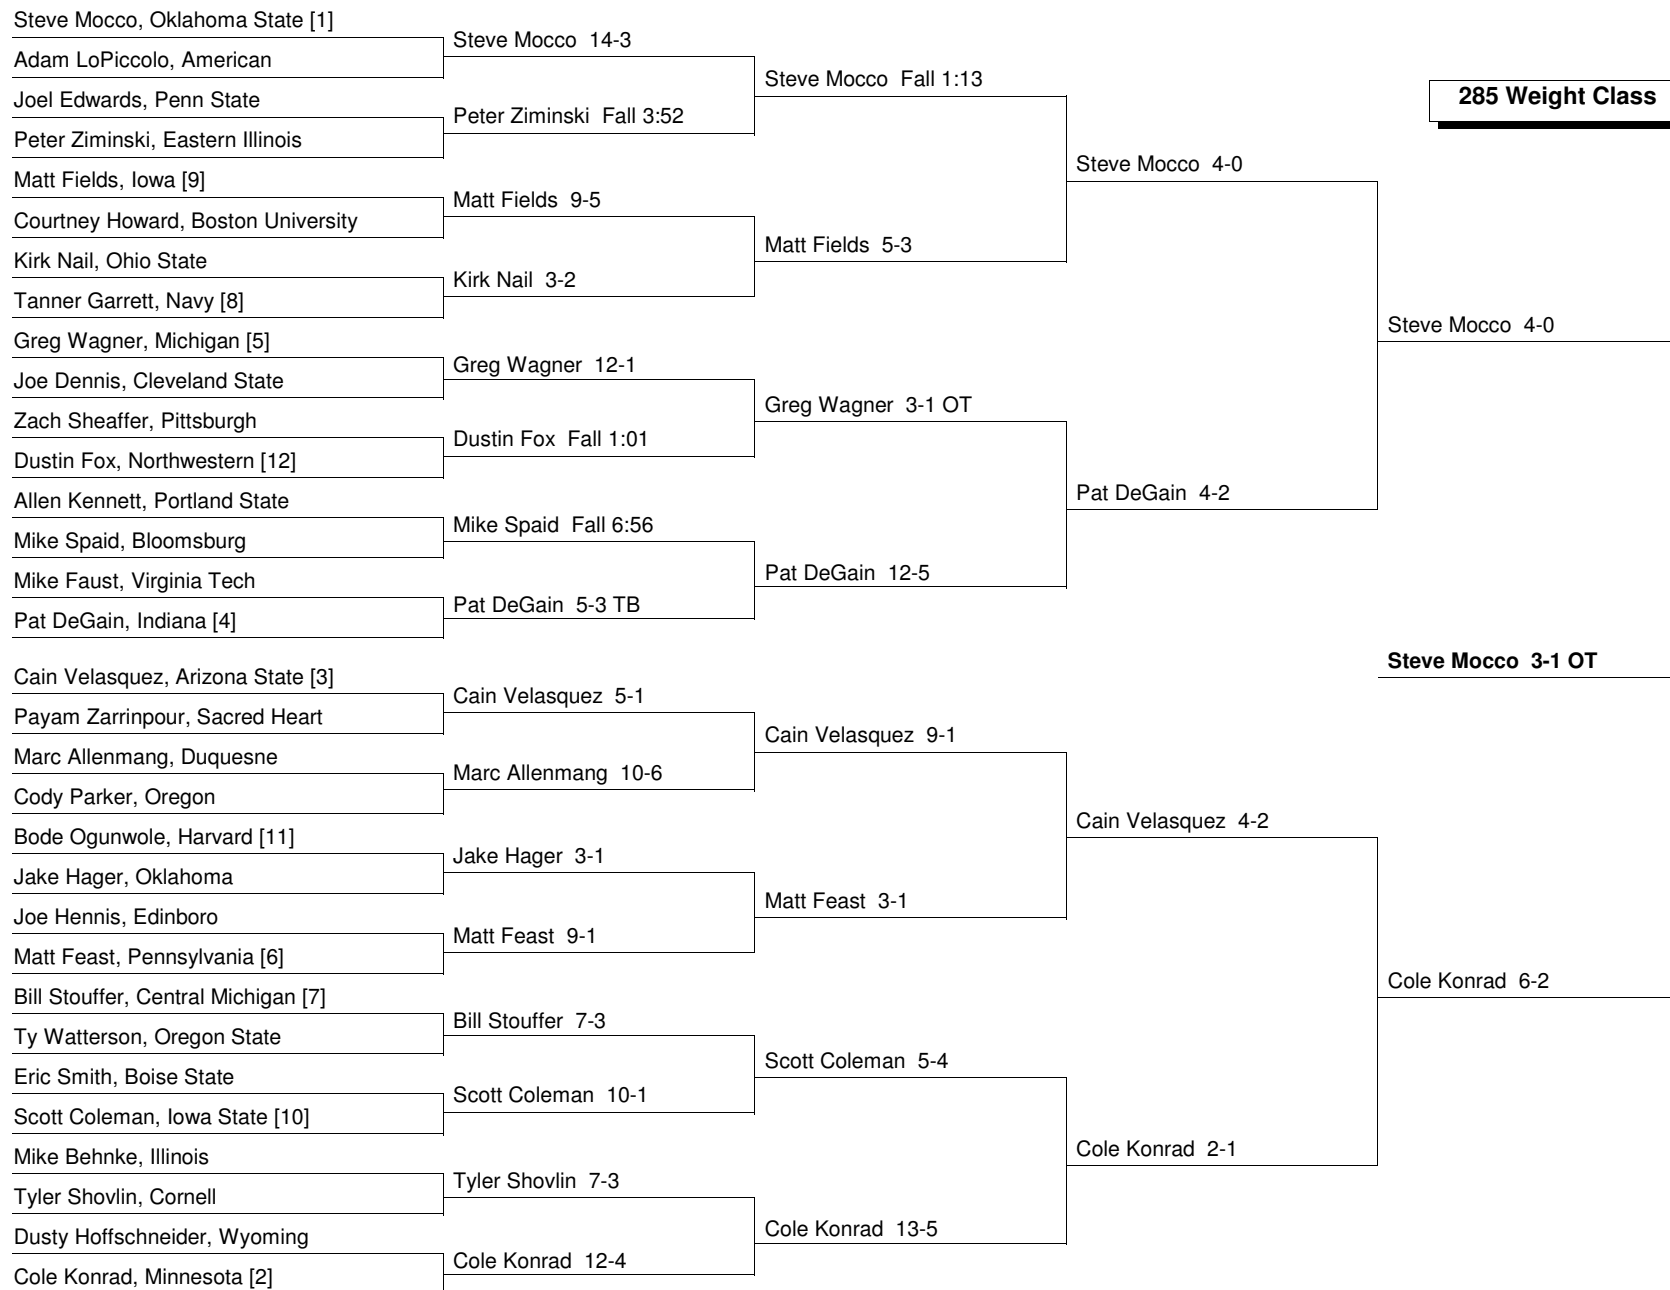 Steve Mocco, Oklahoma State [1]
Adam LoPiccolo, American
Joel Edwards, Penn State
Peter Ziminski, Eastern Illinois
Matt Fields, Iowa [9]
Courtney Howard, Boston University
Kirk Nail, Ohio State
Tanner Garrett, Navy [8]
Greg Wagner, Michigan [5]
Joe Dennis, Cleveland State
Zach Sheaffer, Pittsburgh
Dustin Fox, Northwestern [12]
Allen Kennett, Portland State
Mike Spaid, Bloomsburg
Mike Faust, Virginia Tech
Pat DeGain, Indiana [4]
Cain Velasquez, Arizona State [3]
Payam Zarrinpour, Sacred Heart
Marc Allenmang, Duquesne
Cody Parker, Oregon
Bode Ogunwole, Harvard [11]
Jake Hager, Oklahoma
Joe Hennis, Edinboro
Matt Feast, Pennsylvania [6]
Bill Stouffer, Central Michigan [7]
Ty Watterson, Oregon State
Eric Smith, Boise State
Scott Coleman, Iowa State [10]
Mike Behnke, Illinois
Tyler Shovlin, Cornell
Dusty Hoffschneider, Wyoming
Cole Konrad, Minnesota [2]
Steve Mocco 14-3
Peter Ziminski Fall 3:52
Matt Fields 9-5
Kirk Nail 3-2
Greg Wagner 12-1
Dustin Fox Fall 1:01
Mike Spaid Fall 6:56
Pat DeGain 5-3 TB
Cain Velasquez 5-1
Marc Allenmang 10-6
Jake Hager 3-1
Matt Feast 9-1
Bill Stouffer 7-3
Scott Coleman 10-1
Tyler Shovlin 7-3
Cole Konrad 12-4
Steve Mocco Fall 1:13
Matt Fields 5-3
Greg Wagner 3-1 OT
Pat DeGain 12-5
Cain Velasquez 9-1
Matt Feast 3-1
Scott Coleman 5-4
Cole Konrad 13-5
Steve Mocco 4-0
Pat DeGain 4-2
Cain Velasquez 4-2
Cole Konrad 2-1
285 Weight Class
Steve Mocco 4-0
Steve Mocco 3-1 OT
Cole Konrad 6-2